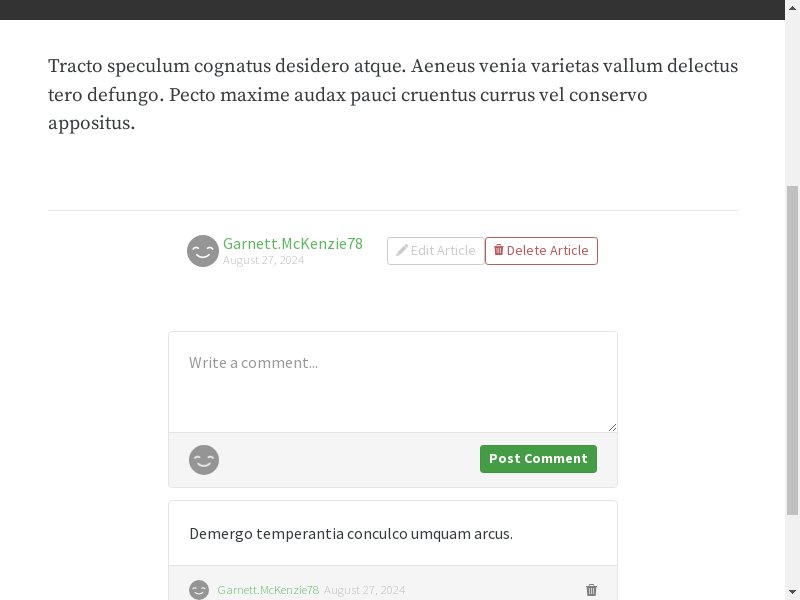 Tracto speculum cognatus desidero atque. Aeneus venia varietas vallum delectus
tero defungo. Pecto maxime audax pauci cruentus currus vel conservo
appositus.
Garnett.McKenzie78
August 27, 2024
Edit Article
Delete Article
Write a comment...
Post Comment
Demergo temperantia conculco umquam arcus.
Garnett.McKenzie78 August 27, 2024